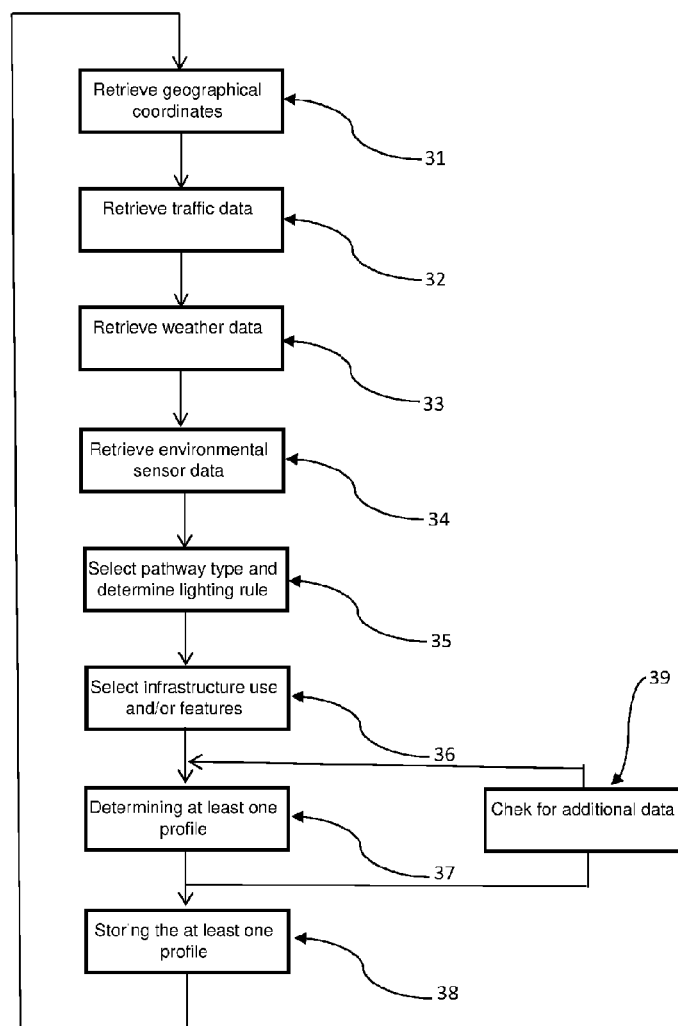 Retrieve geographical
coordinates
31
Retrieve traffic data
32
Retrieve weather data
33
Retrieve environmental
sensor data
34
Select pathway type and
determine lighting rule
35
Select infrastructure use
and/or features
36
39
Determining at least one
profile
37
Chek for additional data
Storing the at least one
profile
38